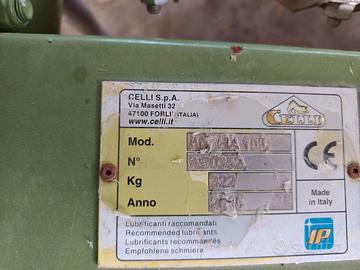 CELLI S.p.A.
Via Masetti 32
47100 FORLI' (ITALIA)
www.celli.it
CELLI
Mod.
N°
Kg
Anno
CE
Made
in Italy
Lubrificanti raccomandati
Recommended lubricants
Lubrifiants recommandés
Empfohlene schmiere
IP